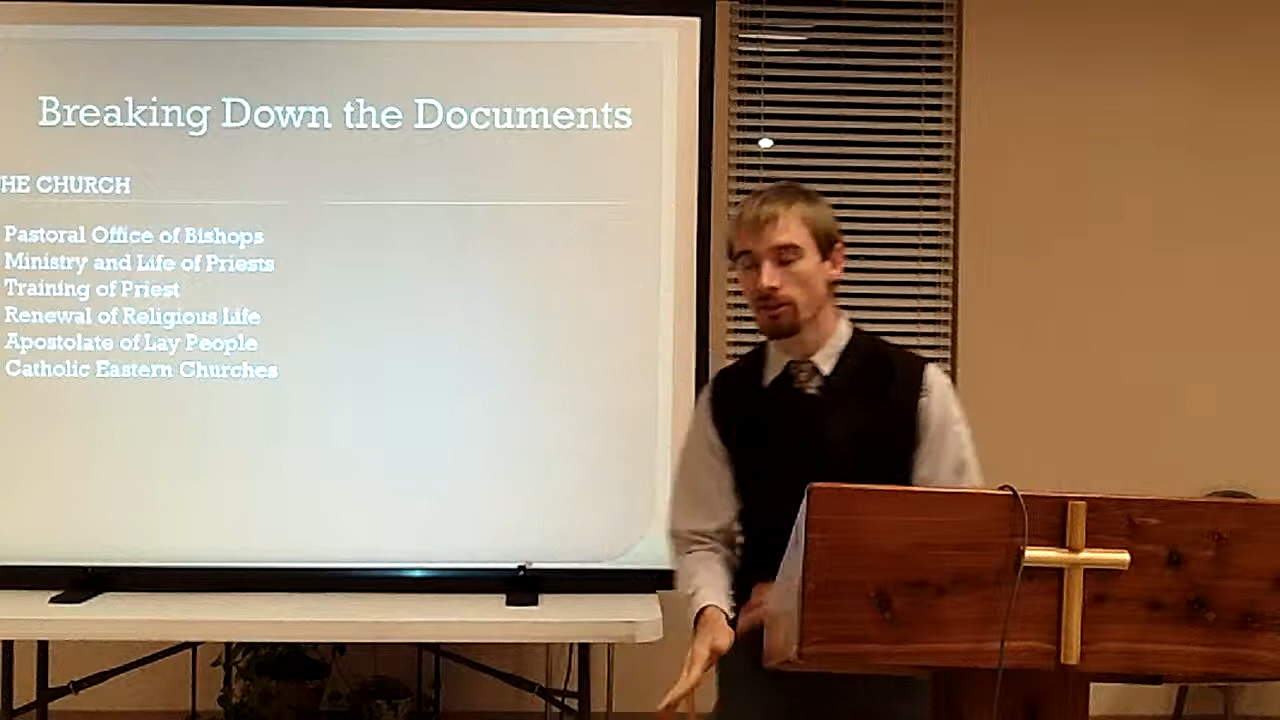 Breaking Down the Documents
HE CHURCH
Pastoral Office of Bishops
Ministry and Life of Priests
Training of Priest
Renewal of Religious Life
Apostolate of Lay People
Catholic Eastern Churches